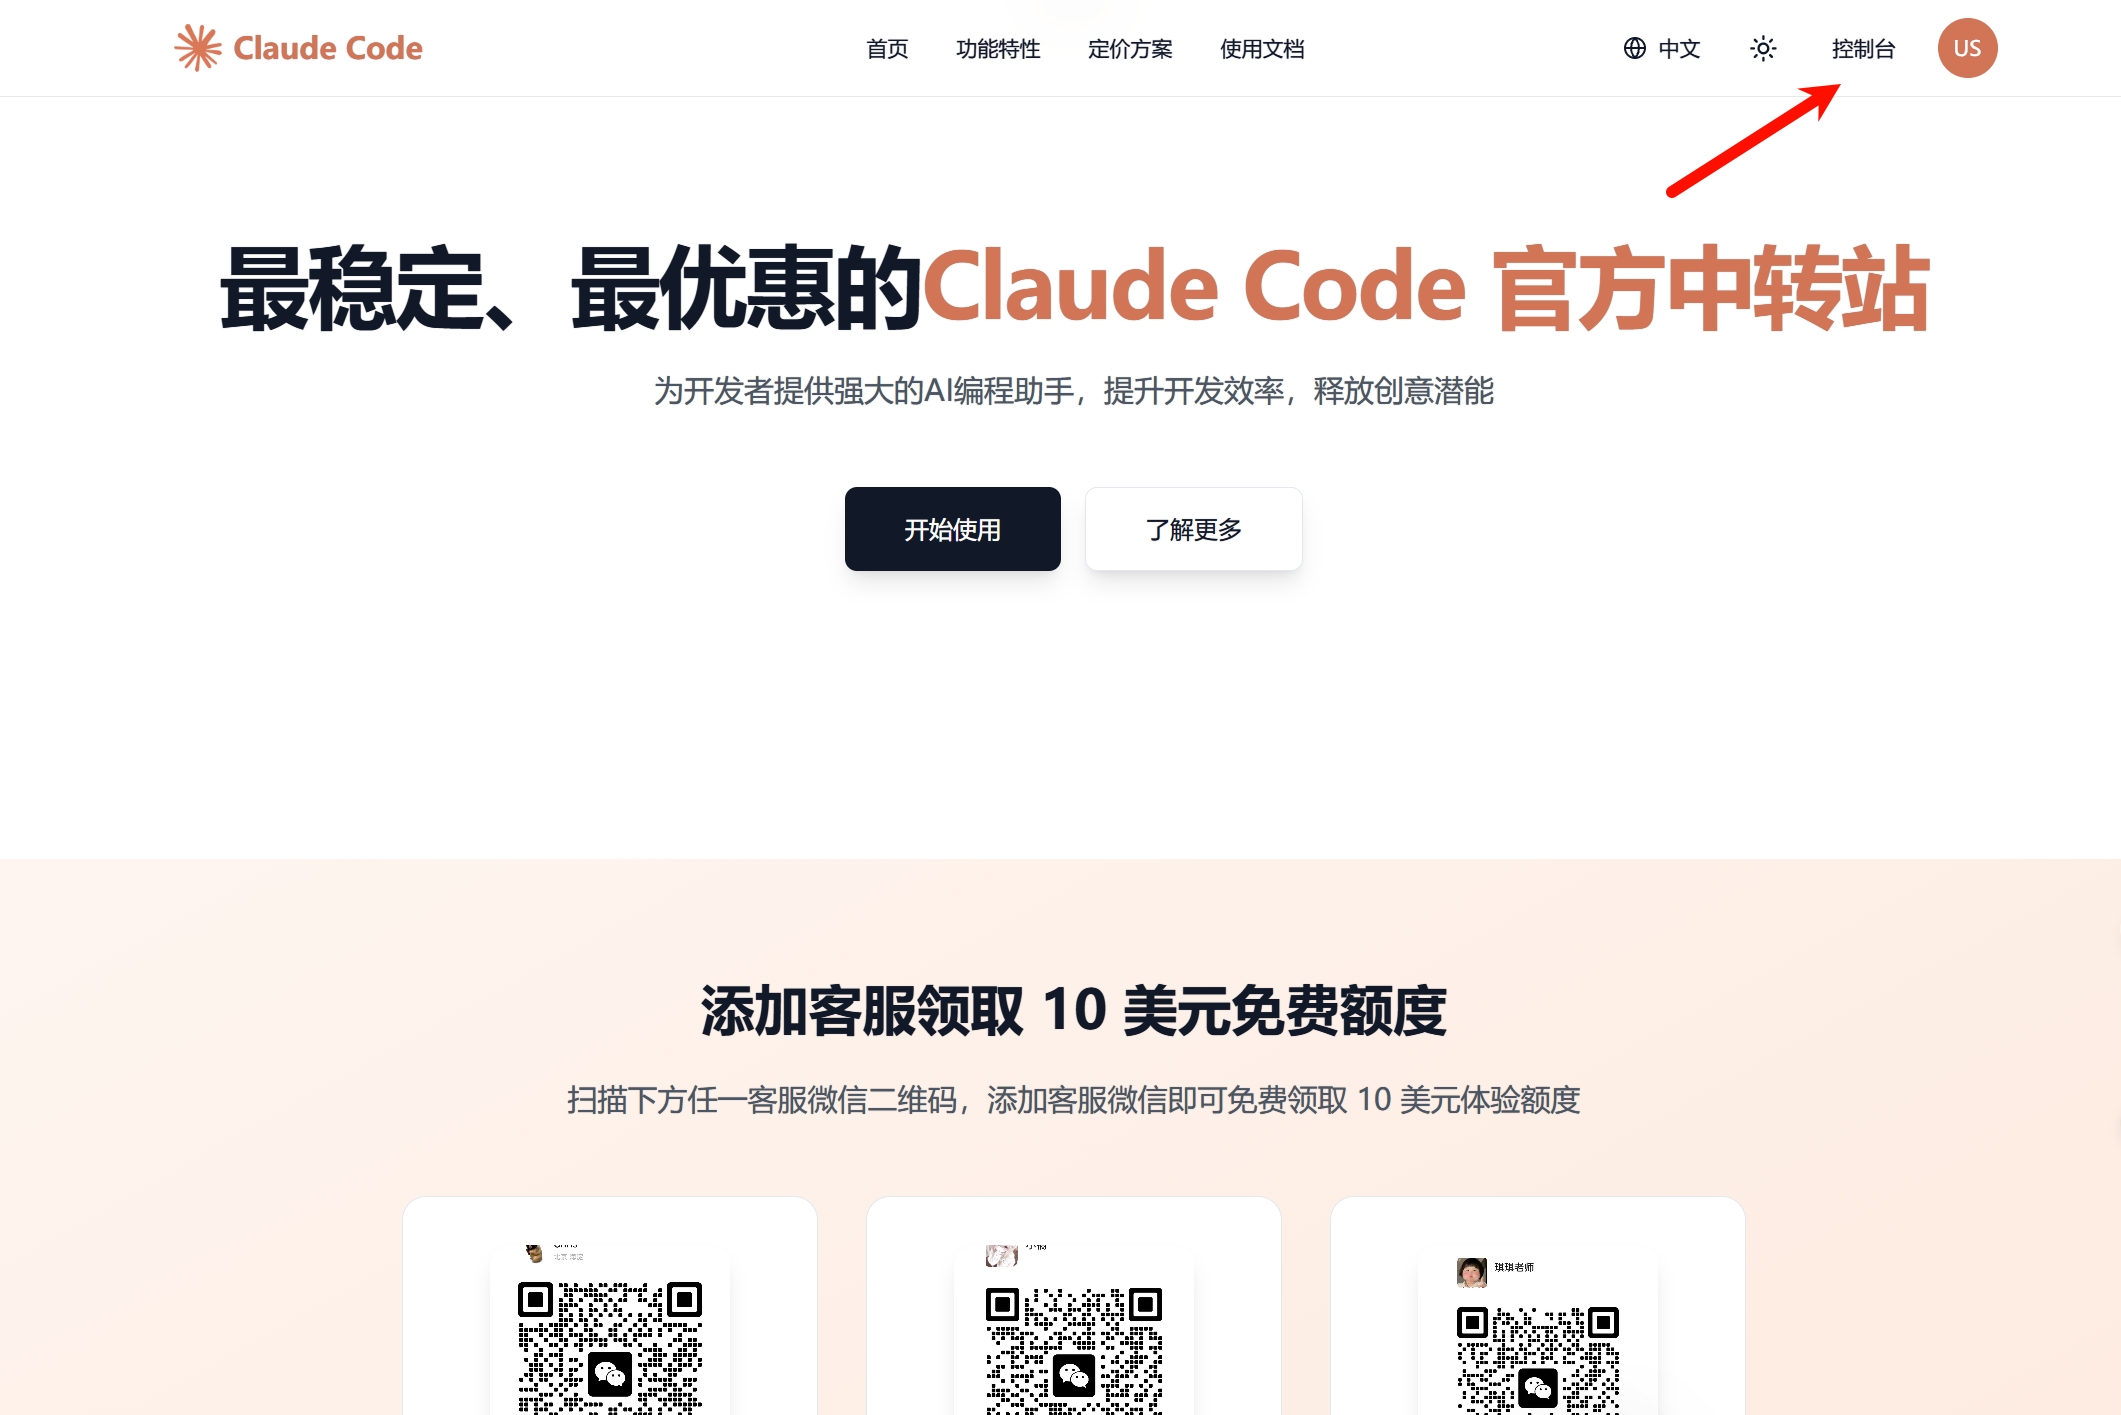 Claude Code
首页 功能特性 定价方案 使用文档
中文 控制台 US
最稳定、最优惠的Claude Code 官方中转站
为开发者提供强大的AI编程助手，提升开发效率，释放创意潜能
开始使用 了解更多
添加客服领取 10 美元免费额度
扫描下方任一客服微信二维码，添加客服微信即可免费领取 10 美元体验额度
琪琪老师